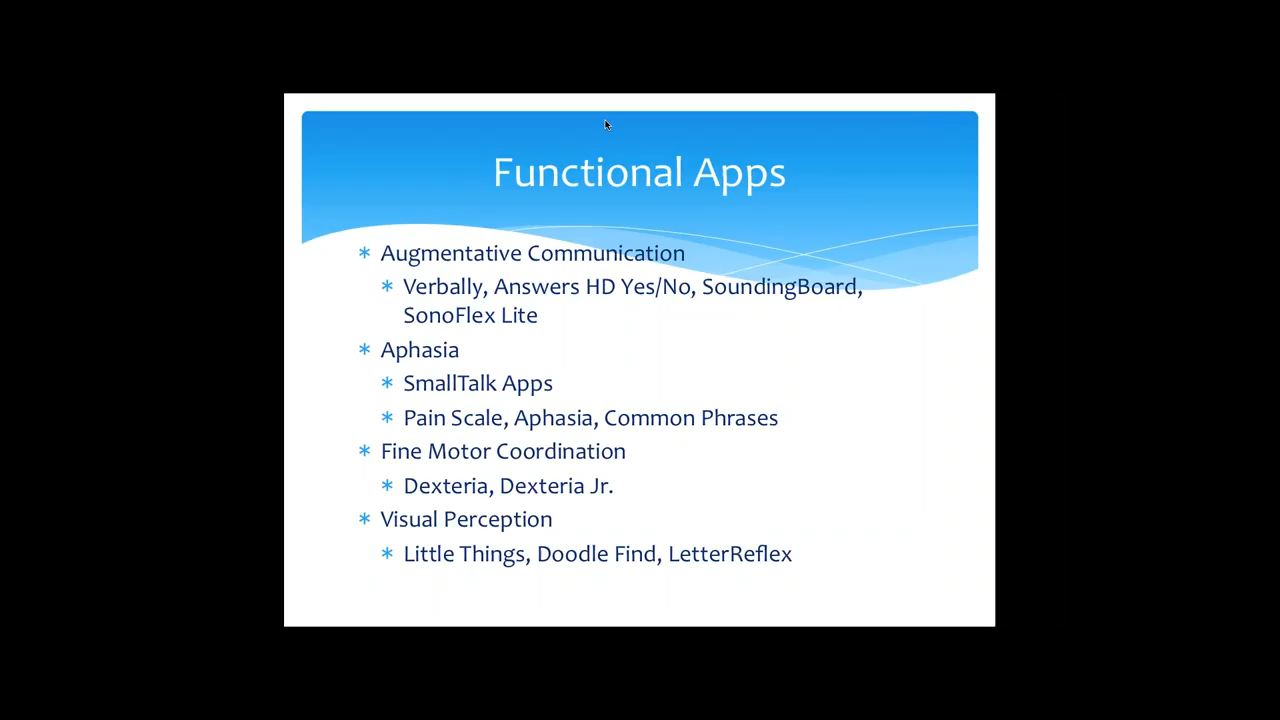 Functional Apps
Augmentative Communication
Verbally, Answers HD Yes/No, SoundingBoard,
SonoFlex Lite
Aphasia
SmallTalk Apps
Pain Scale, Aphasia, Common Phrases
Fine Motor Coordination
Dexteria, Dexteria Jr.
Visual Perception
Little Things, Doodle Find, LetterReflex